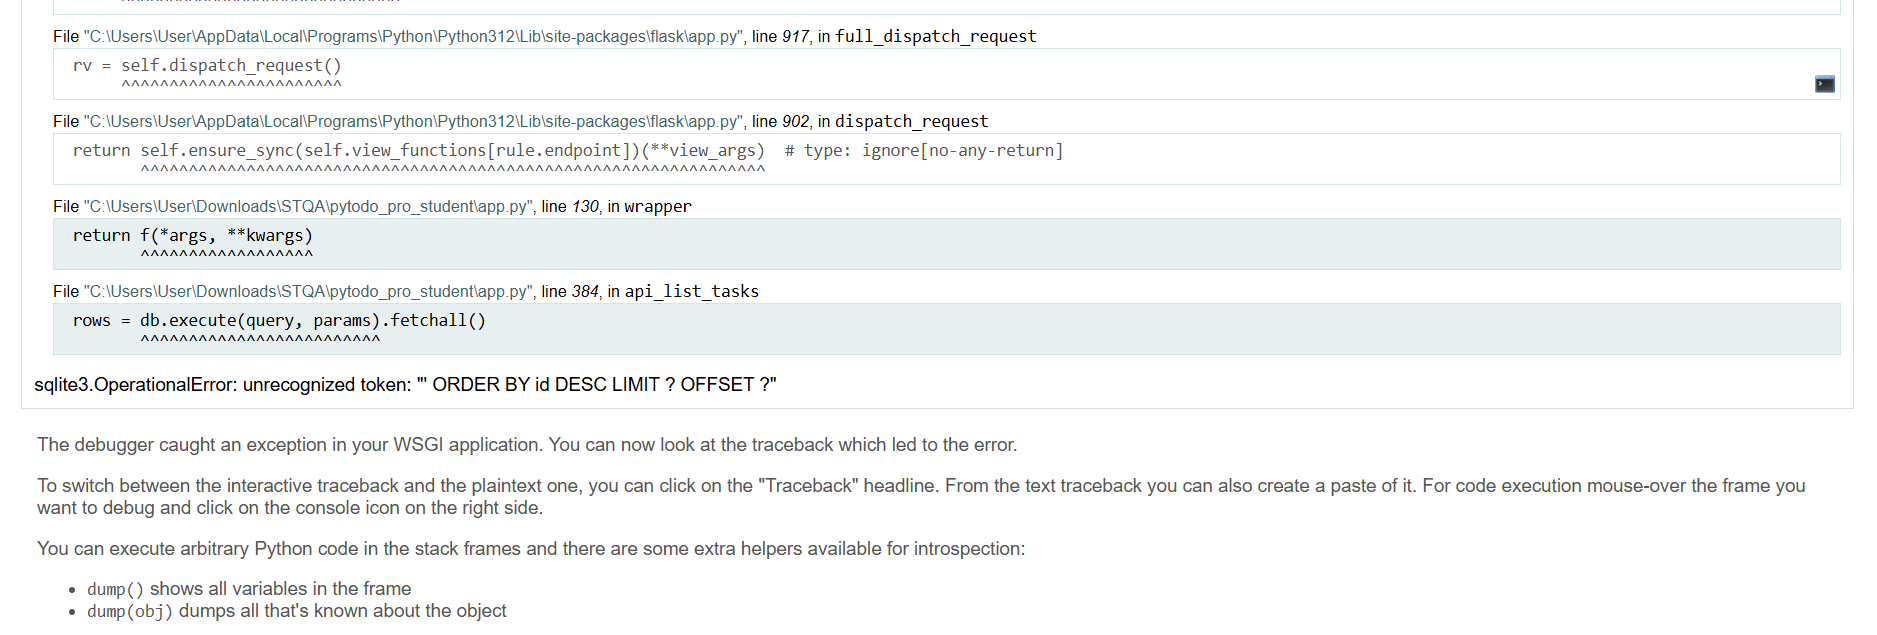 File "C:\Users\User\AppData\Local\Programs\Python\Python312\Lib\site-packages\flask\app.py", line 917, in full_dispatch_request
rv = self.dispatch_request()
^^^^^^^^^^^^^^^^^^^^^^^
File "C:\Users\User\AppData\Local\Programs\Python\Python312\Lib\site-packages\flask\app.py", line 902, in dispatch_request
return self.ensure_sync(self.view_functions[rule.endpoint])(**view_args)  # type: ignore[no-any-return]
^^^^^^^^^^^^^^^^^^^^^^^^^^^^^^^^^^^^^^^^^^^^^^^^^^^^^^^^^^^^^^^^^
File "C:\Users\User\Downloads\STQA\pytodo_pro_student\app.py", line 130, in wrapper
return f(*args, **kwargs)
^^^^^^^^^^^^^^^^^^
File "C:\Users\User\Downloads\STQA\pytodo_pro_student\app.py", line 384, in api_list_tasks
rows = db.execute(query, params).fetchall()
^^^^^^^^^^^^^^^^^^^^^^^^^
sqlite3.OperationalError: unrecognized token: "' ORDER BY id DESC LIMIT ? OFFSET ?"
The debugger caught an exception in your WSGI application. You can now look at the traceback which led to the error.
To switch between the interactive traceback and the plaintext one, you can click on the "Traceback" headline. From the text traceback you can also create a paste of it. For code execution mouse-over the frame you
want to debug and click on the console icon on the right side.
You can execute arbitrary Python code in the stack frames and there are some extra helpers available for introspection:
• dump() shows all variables in the frame
• dump(obj) dumps all that's known about the object